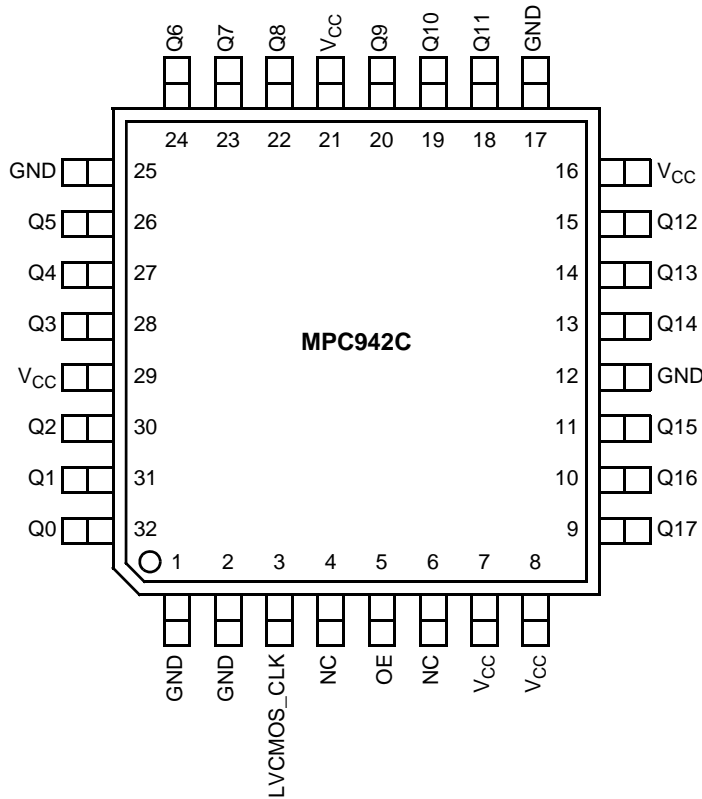 Q6 Q7 Q8 VCC Q9 Q10 Q11 GND
24 23 22 21 20 19 18 17
GND 25 16 VCC
Q5 26 15 Q12
Q4 27 14 Q13
Q3 28 13 Q14
MPC942C
VCC 29 12 GND
Q2 30 11 Q15
Q1 31 10 Q16
Q0 32 9 Q17
1 2 3 4 5 6 7 8
GND GND LVCMOS_CLK NC OE NC VCC VCC